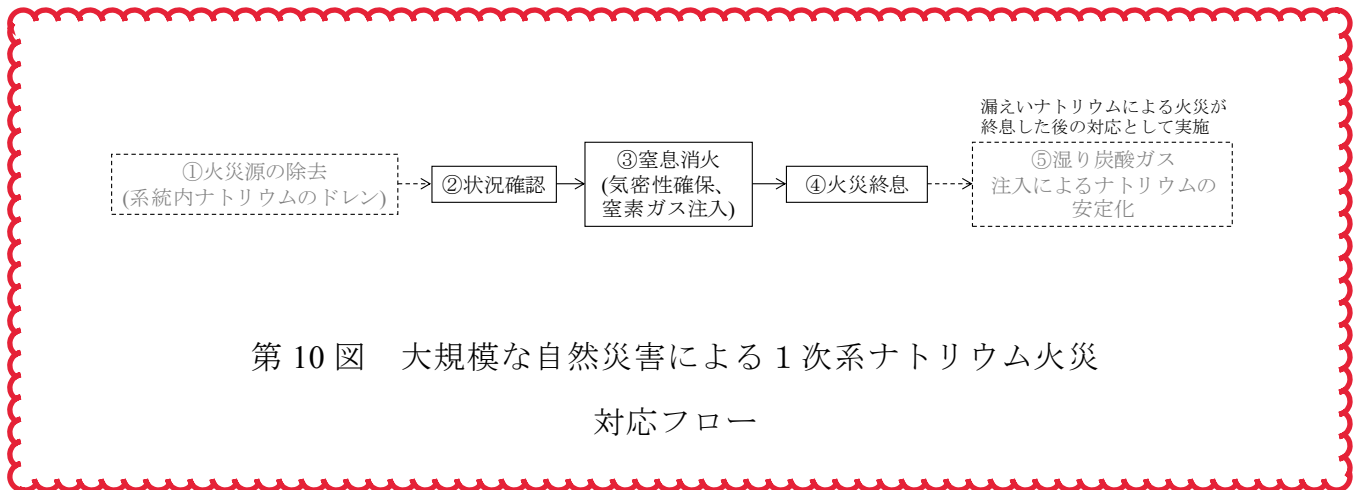 ①火災源の除去
(系統内ナトリウムのドレン)
②状況確認
③窒息消火
(気密性確保、
窒素ガス注入)
④火災終息
漏えいナトリウムによる火災が
終息した後の対応として実施
⑤湿り炭酸ガス
注入によるナトリウムの
安定化
第 10 図　大規模な自然災害による１次系ナトリウム火災
対応フロー